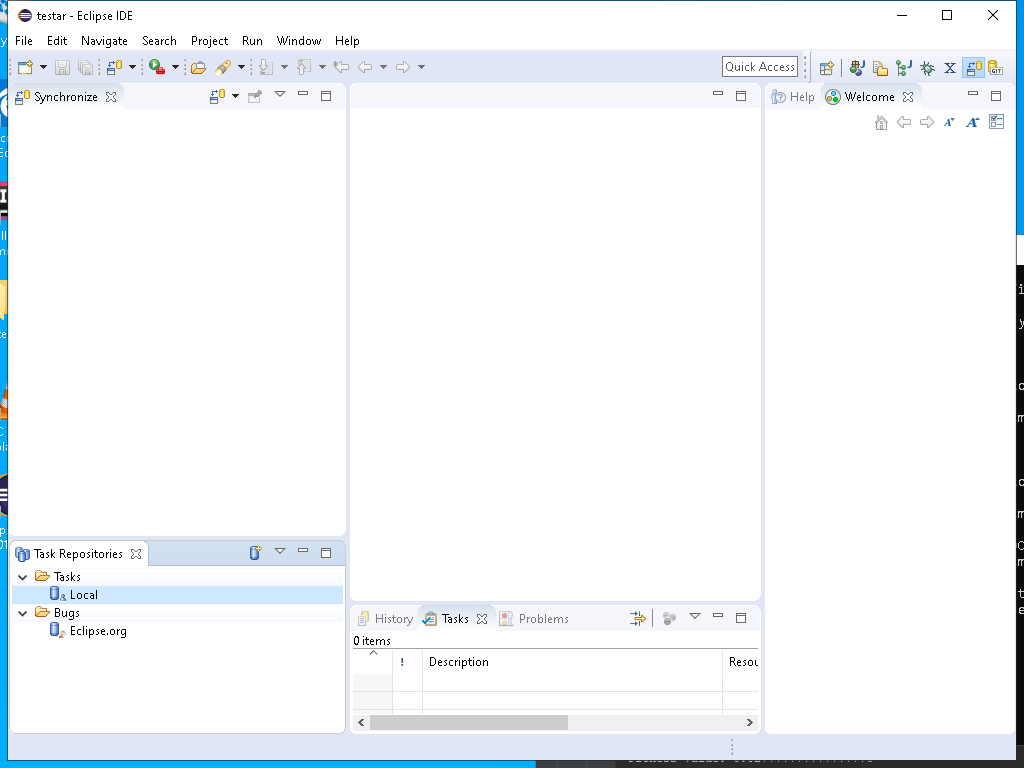 testar - Eclipse IDE
File Edit Navigate Search Project Run Window Help
Quick Access
Synchronize
Help Welcome
Task Repositories
Tasks
Local
Bugs
Eclipse.org
History Tasks Problems
0 items
! Description Resou